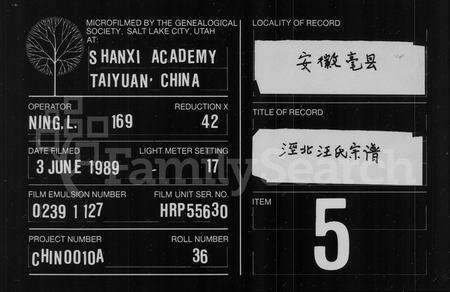 MICROFILMED BY THE GENEALOGICAL
SOCIETY, SALT LAKE CITY, UTAH
AT:
SHANXI ACADEMY
TAIYUAN· CHINA
OPERATOR
REDUCTION X
NING, L. 169
42
DATE FILMED
LIGHT METER SETTING
3 JUNE 1989
17
FILM EMULSION NUMBER
FILM UNIT SER. NO.
0239 1127
HRP55630
PROJECT NUMBER
ROLL NUMBER
CHIN0010A
36
LOCALITY OF RECORD
安徽亳县
TITLE OF RECORD
涇北汪氏宗谱
ITEM
5
FamilySearch